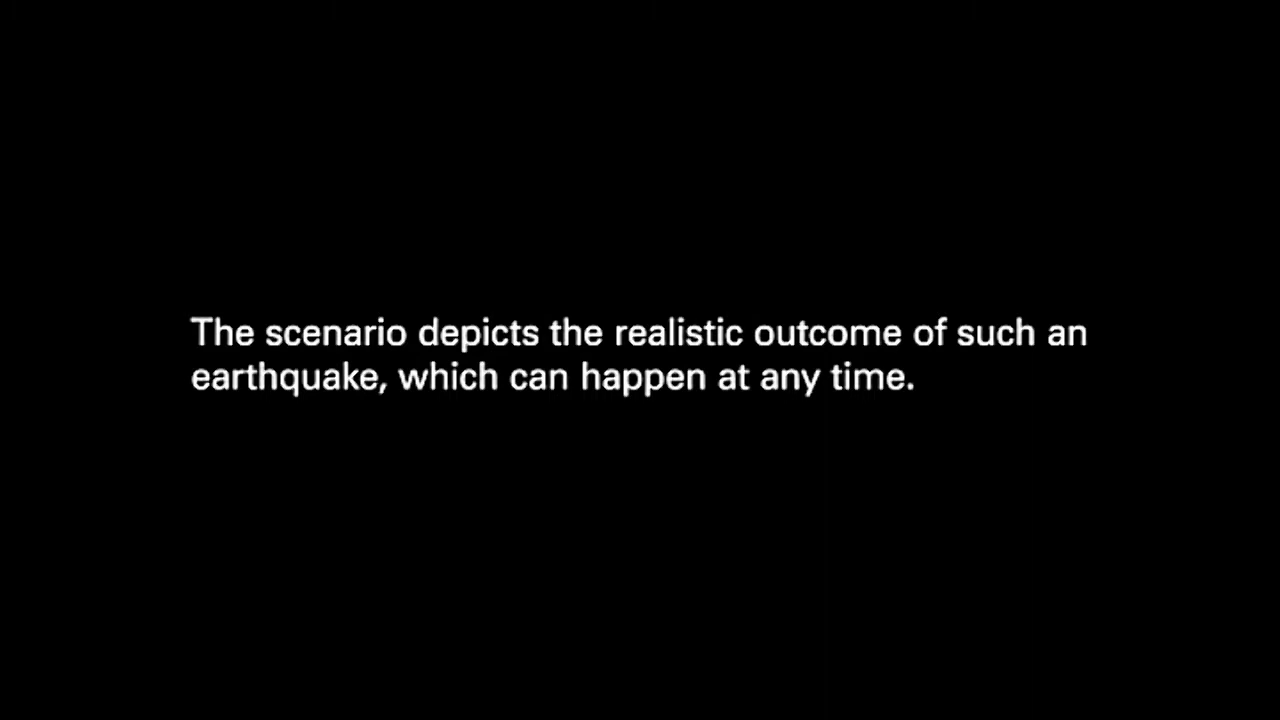 The scenario depicts the realistic outcome of such an
earthquake, which can happen at any time.